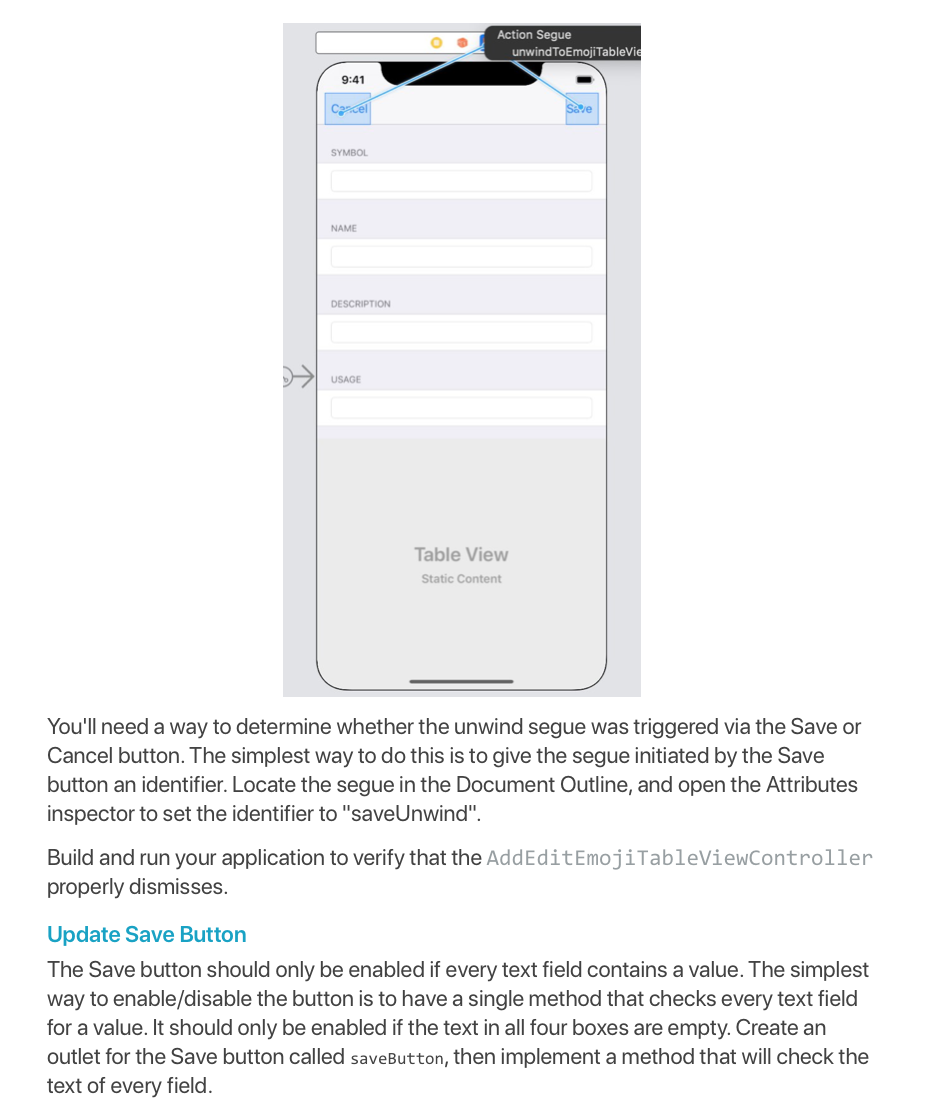 Action Segue
unwindToEmojiTableVie
9:41
Cancel
Save
SYMBOL
NAME
DESCRIPTION
USAGE
Table View
Static Content
You'll need a way to determine whether the unwind segue was triggered via the Save or
Cancel button. The simplest way to do this is to give the segue initiated by the Save
button an identifier. Locate the segue in the Document Outline, and open the Attributes
inspector to set the identifier to "saveUnwind".
Build and run your application to verify that the AddEditEmojiTableViewController
properly dismisses.
Update Save Button
The Save button should only be enabled if every text field contains a value. The simplest
way to enable/disable the button is to have a single method that checks every text field
for a value. It should only be enabled if the text in all four boxes are empty. Create an
outlet for the Save button called saveButton, then implement a method that will check the
text of every field.